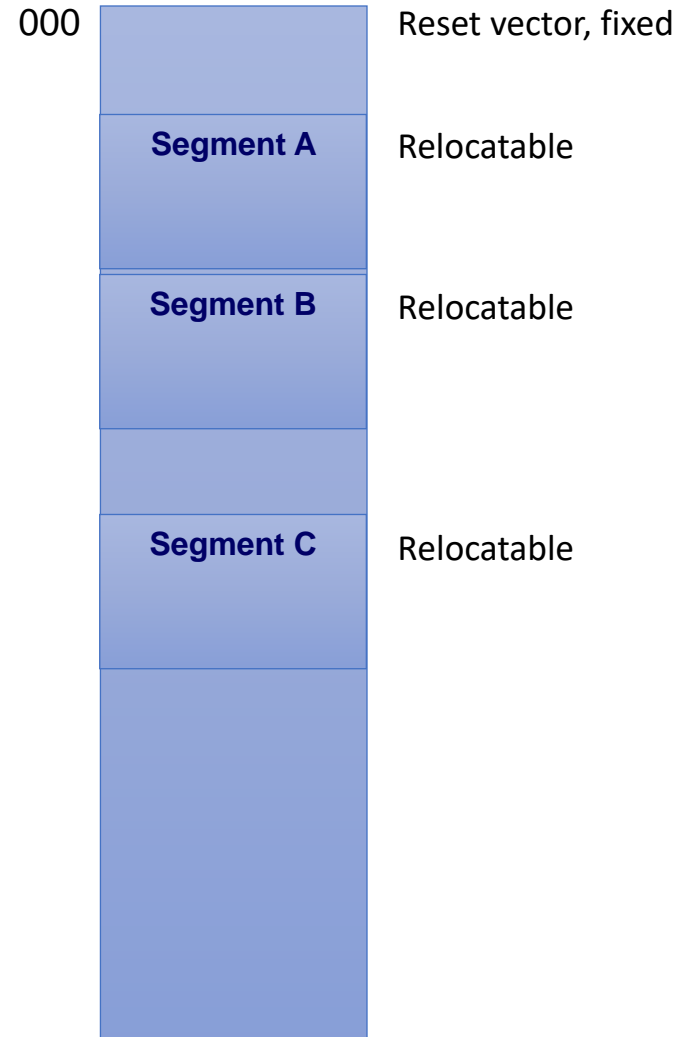 000 Reset vector, fixed
Segment A Relocatable
Segment B Relocatable
Segment C Relocatable